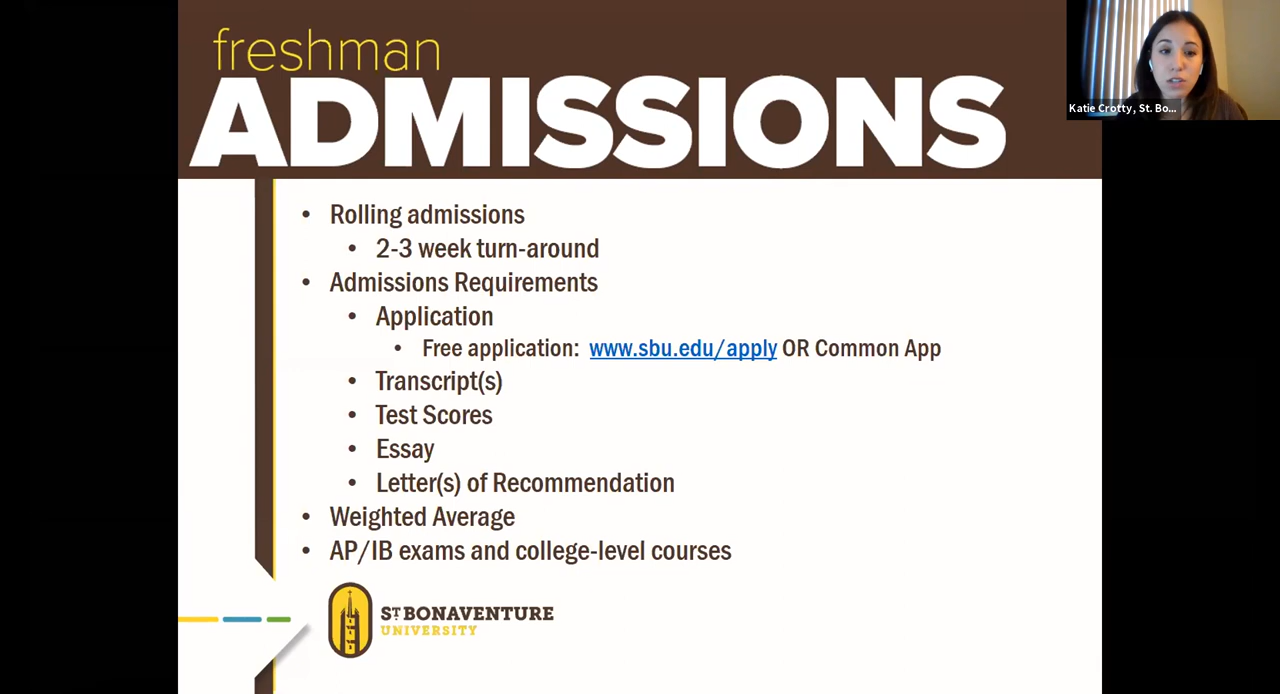 freshman
ADMISSIONS
Katie Crotty, St. Bo...
• Rolling admissions
• 2-3 week turn-around
• Admissions Requirements
• Application
• Free application: www.sbu.edu/apply OR Common App
• Transcript(s)
• Test Scores
• Essay
• Letter(s) of Recommendation
• Weighted Average
• AP/IB exams and college-level courses
ST BONAVENTURE
UNIVERSITY